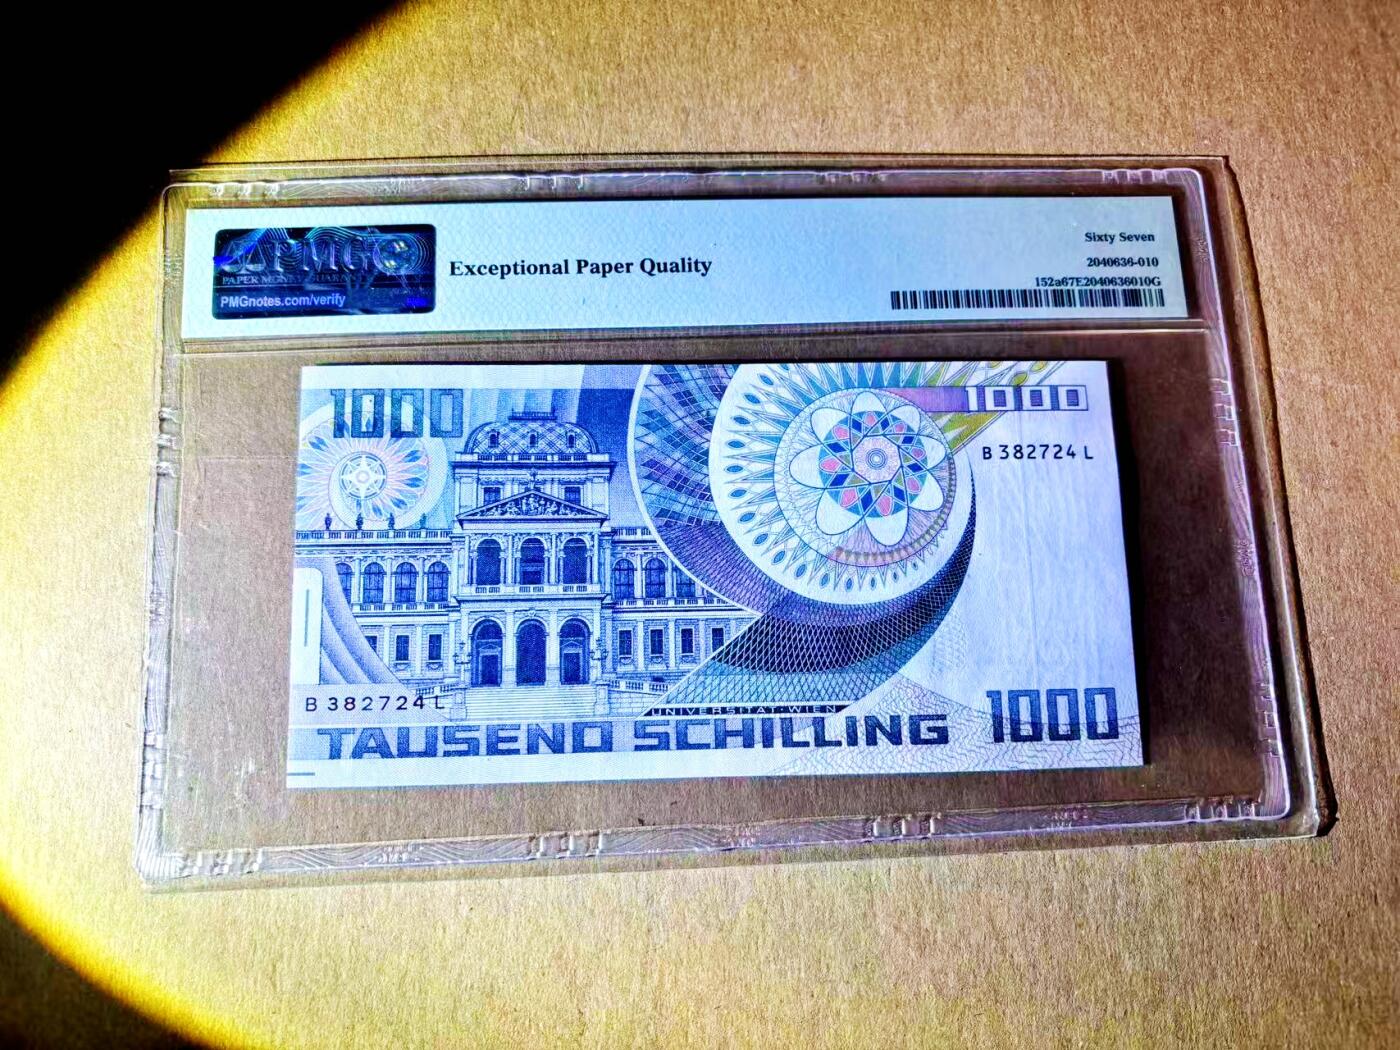 PMG
PAPER MONEY
PMGnotes.com/verify
Exceptional Paper Quality
Sixty Seven
2040636-010
152a67E2040636010G
1000
1000
B 382724 L
B 382724 L
UNIVERSITÄT·WIEN
TAUSEND SCHILLING
1000